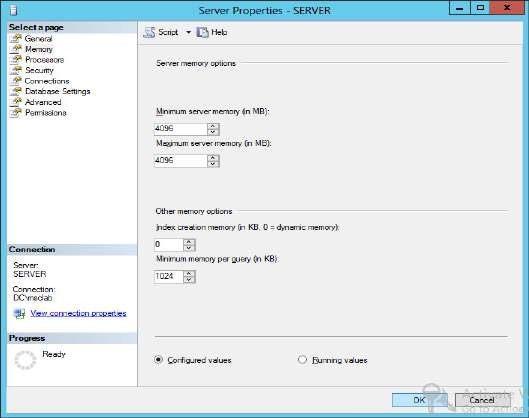 Server Properties - SERVER
Select a page
General
Memory
Processors
Security
Connections
Database Settings
Advanced
Permissions
Script
Help
Server memory options
Minimum server memory (in MB):
4096
Maximum server memory (in MB):
4096
Other memory options
Index creation memory (in KB, 0 = dynamic memory):
0
Minimum memory per query (in KB):
1024
Connection
Server:
SERVER
Connection:
DC\meclab
View connection properties
Progress
Ready
Configured values
Running values
OK
Cancel